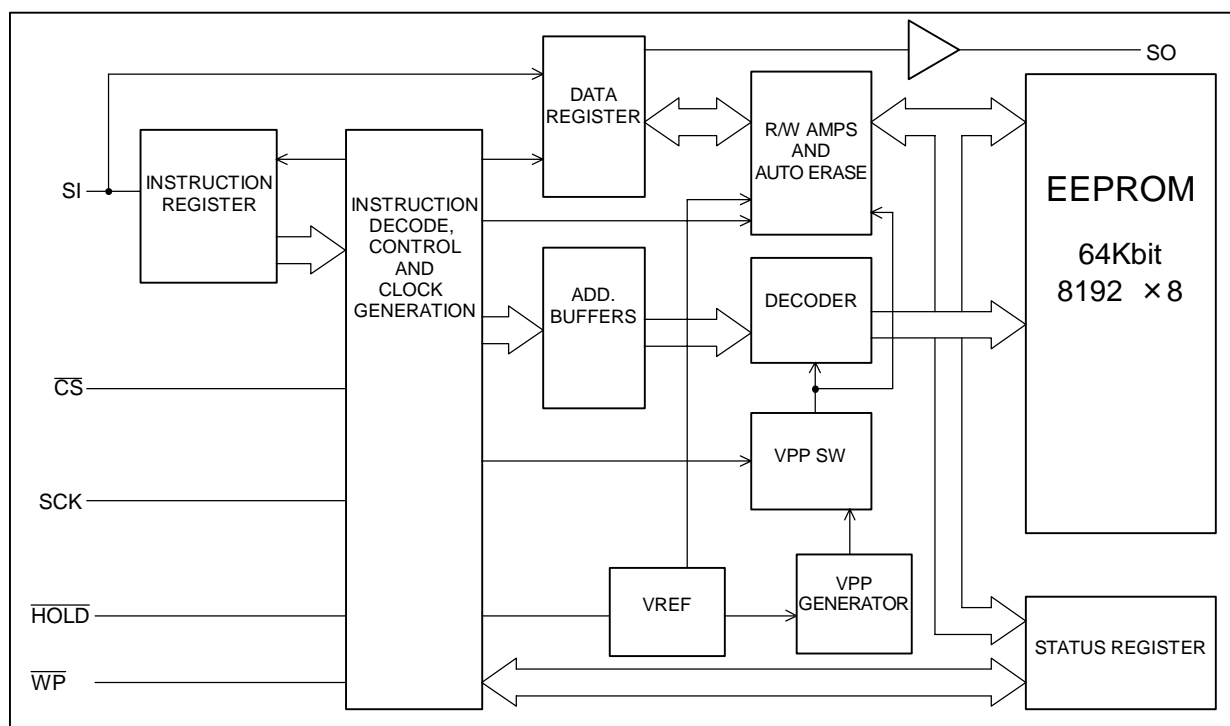 SO
DATA
REGISTER
R/W AMPS
AND
AUTO ERASE
EEPROM
64Kbit
8192 × 8
SI
INSTRUCTION
REGISTER
INSTRUCTION
DECODE,
CONTROL
AND
CLOCK
GENERATION
ADD.
BUFFERS
DECODER
CS
VPP SW
SCK
HOLD
VREF
VPP
GENERATOR
STATUS REGISTER
WP